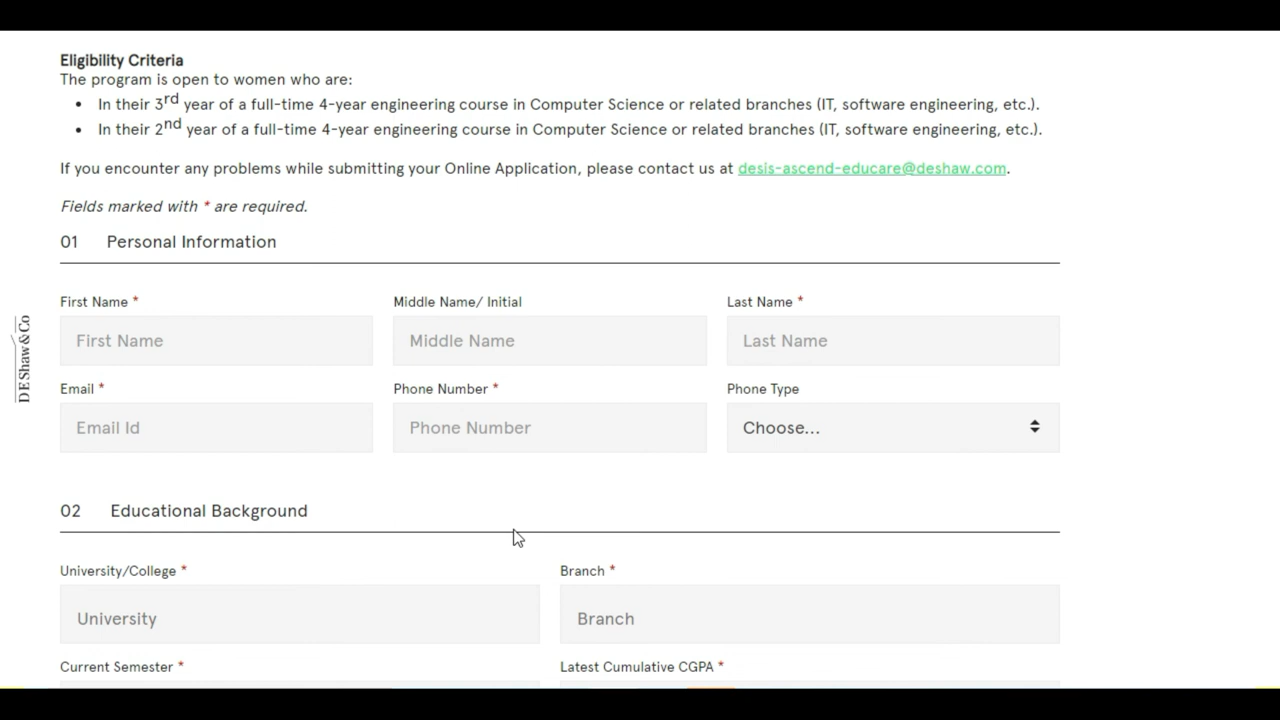 Eligibility Criteria
The program is open to women who are:
• In their 3rd year of a full-time 4-year engineering course in Computer Science or related branches (IT, software engineering, etc.).
• In their 2nd year of a full-time 4-year engineering course in Computer Science or related branches (IT, software engineering, etc.).
If you encounter any problems while submitting your Online Application, please contact us at desis-ascend-educare@deshaw.com.
Fields marked with * are required.
01 Personal Information
First Name * Middle Name/ Initial Last Name *
First Name Middle Name Last Name
DE Shaw & Co
Email * Phone Number * Phone Type
Email Id Phone Number Choose...
02 Educational Background
University/College * Branch *
University Branch
Current Semester * Latest Cumulative CGPA *